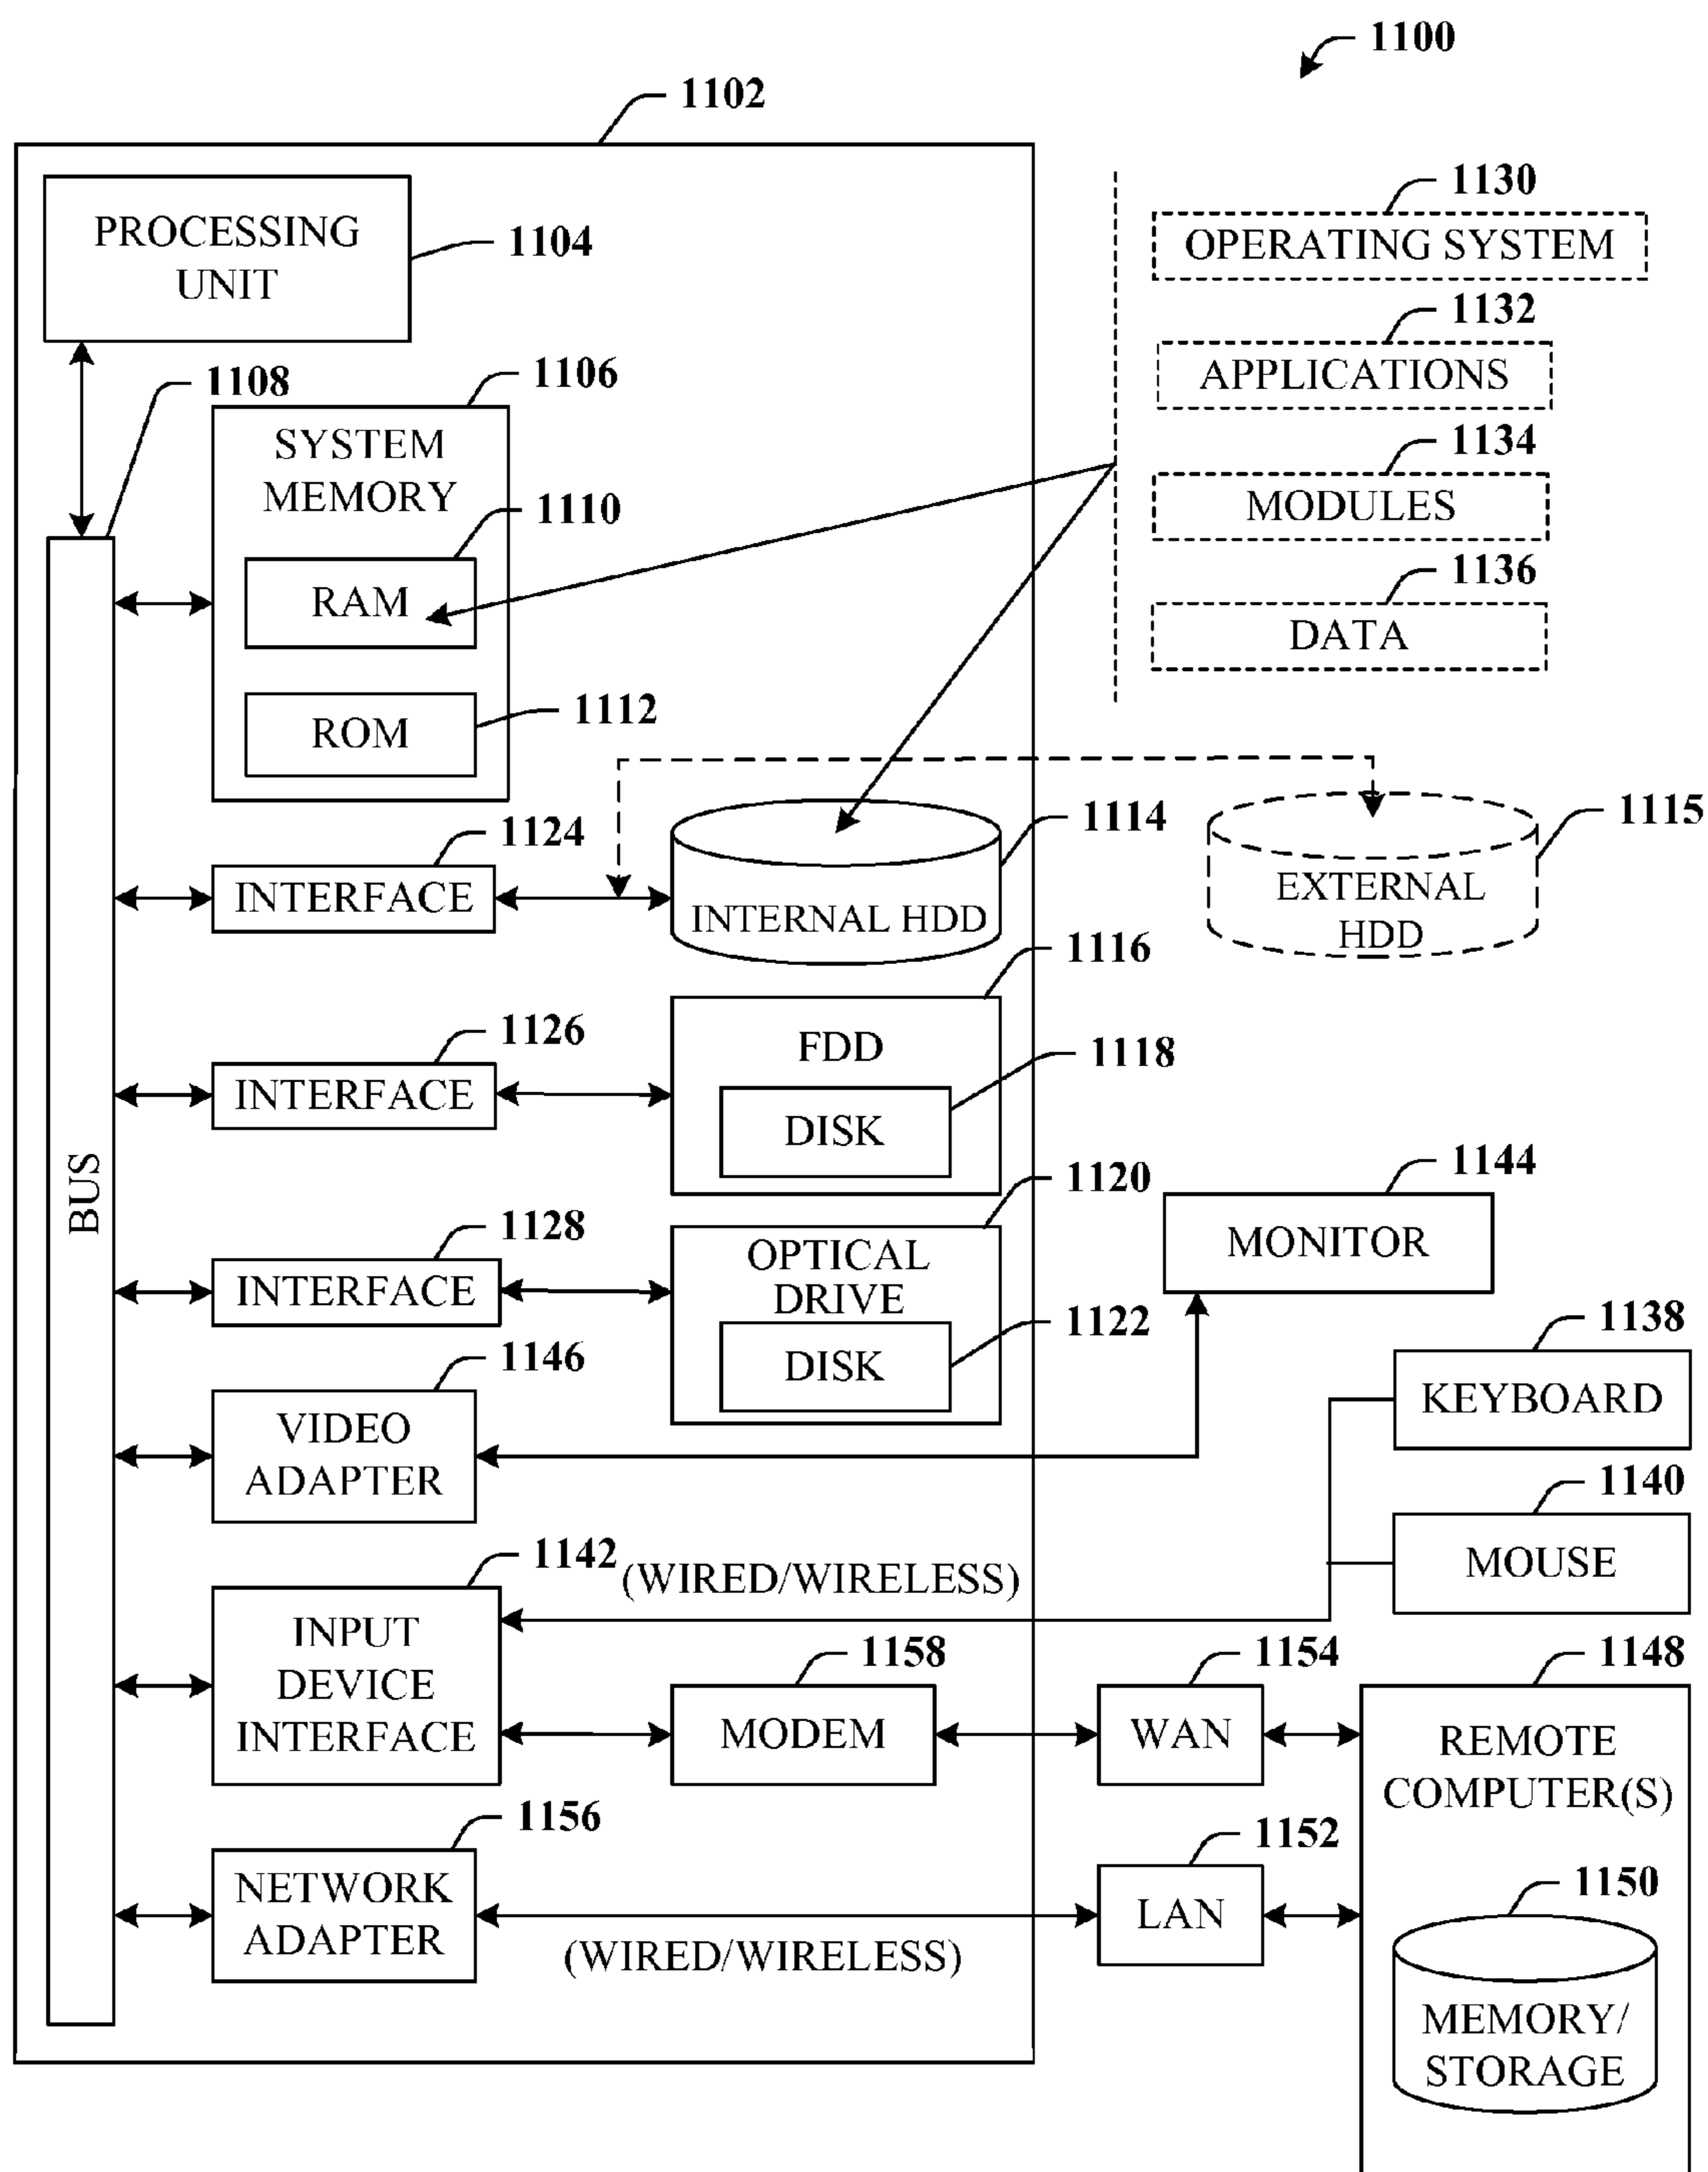 1100
1102
PROCESSING
UNIT
1104
1130
OPERATING SYSTEM
1132
APPLICATIONS
1134
MODULES
1136
DATA
1108
1106
SYSTEM
MEMORY
1110
RAM
1112
ROM
1124
INTERFACE
1114
INTERNAL HDD
1115
EXTERNAL
HDD
1126
INTERFACE
1116
FDD
1118
DISK
BUS
1128
INTERFACE
1120
OPTICAL
DRIVE
1122
DISK
1144
MONITOR
1146
VIDEO
ADAPTER
1138
KEYBOARD
1140
MOUSE
1142
(WIRED/WIRELESS)
INPUT
DEVICE
INTERFACE
1158
MODEM
1154
WAN
1148
REMOTE
COMPUTER(S)
1156
NETWORK
ADAPTER
(WIRED/WIRELESS)
1152
LAN
1150
MEMORY/
STORAGE